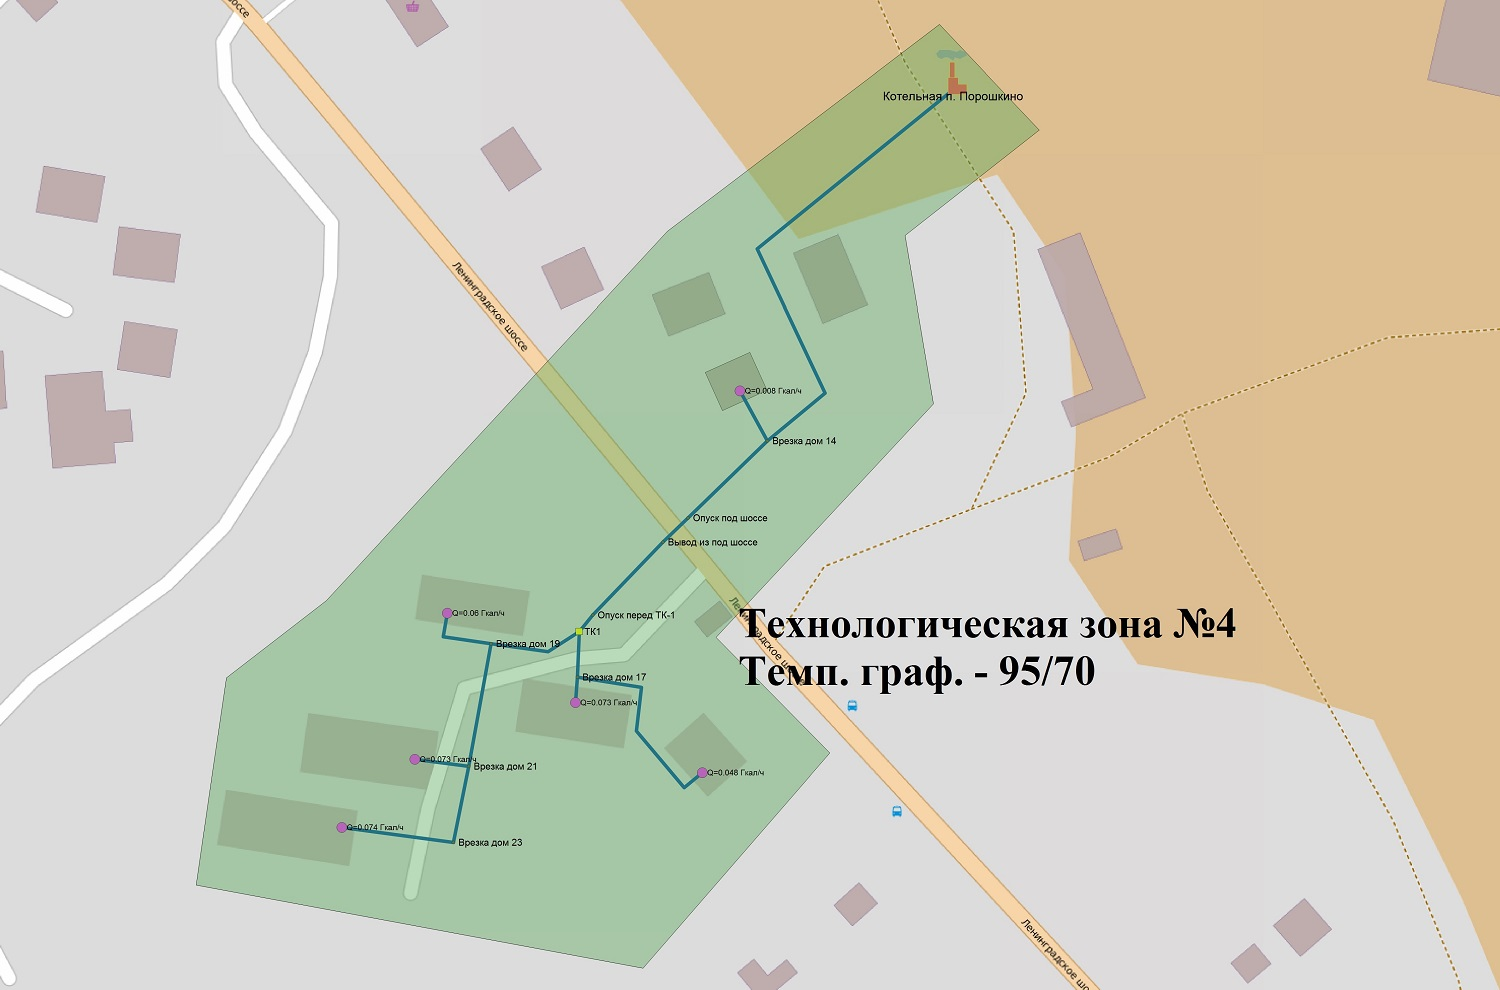 шоссе
Котельная п. Порошкино
Ленинградское шоссе
Q=0.008 Гкал/ч
Врезка дом 14
Опуск под шоссе
Вывод из под шоссе
Q=0.06 Гкал/ч
Опуск перед ТК-1
ТК1
Врезка дом 19
Технологическая зона №4
Темп. граф. - 95/70
Врезка дом 17
Q=0.073 Гкал/ч
Q=0.073 Гкал/ч
Врезка дом 21
Q=0.048 Гкал/ч
Q=0.074 Гкал/ч
Врезка дом 23
Ленинградское шо